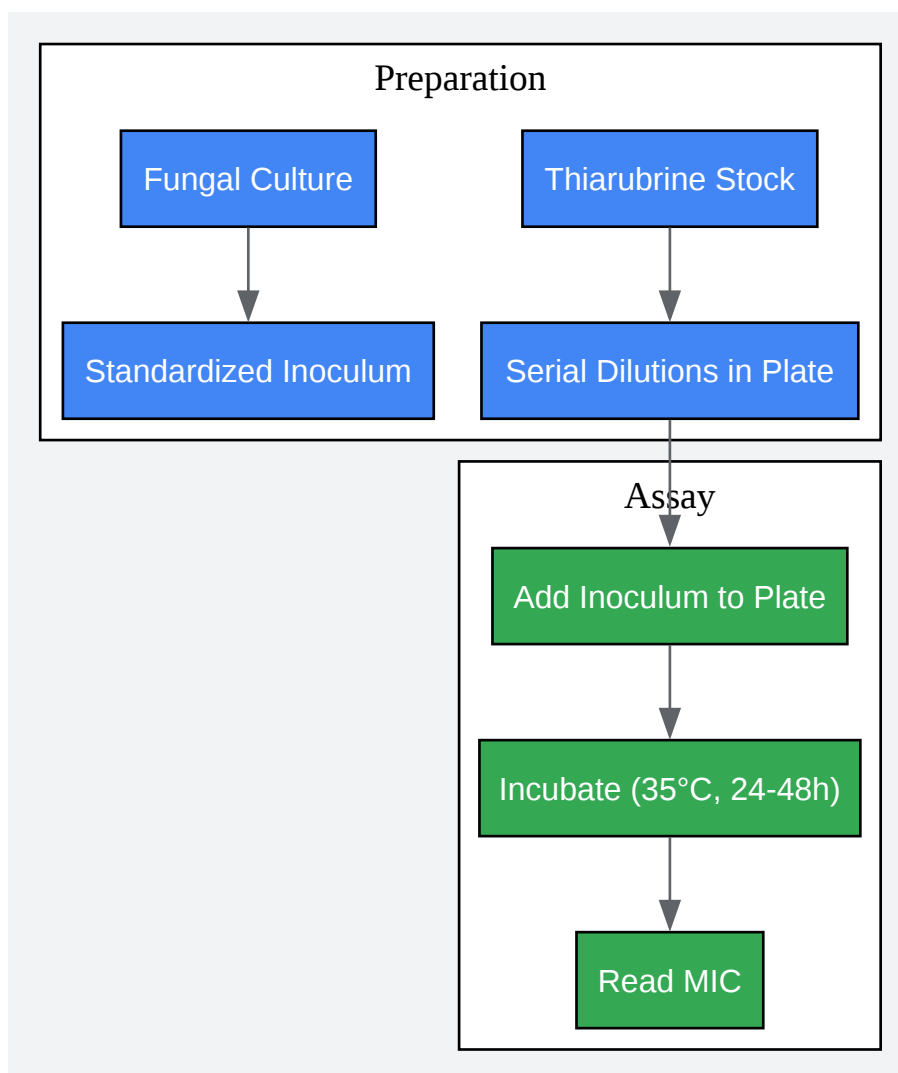 Preparation
Fungal Culture
Thiarubrine Stock
Standardized Inoculum
Serial Dilutions in Plate
Assay
Add Inoculum to Plate
Incubate (35°C, 24-48h)
Read MIC